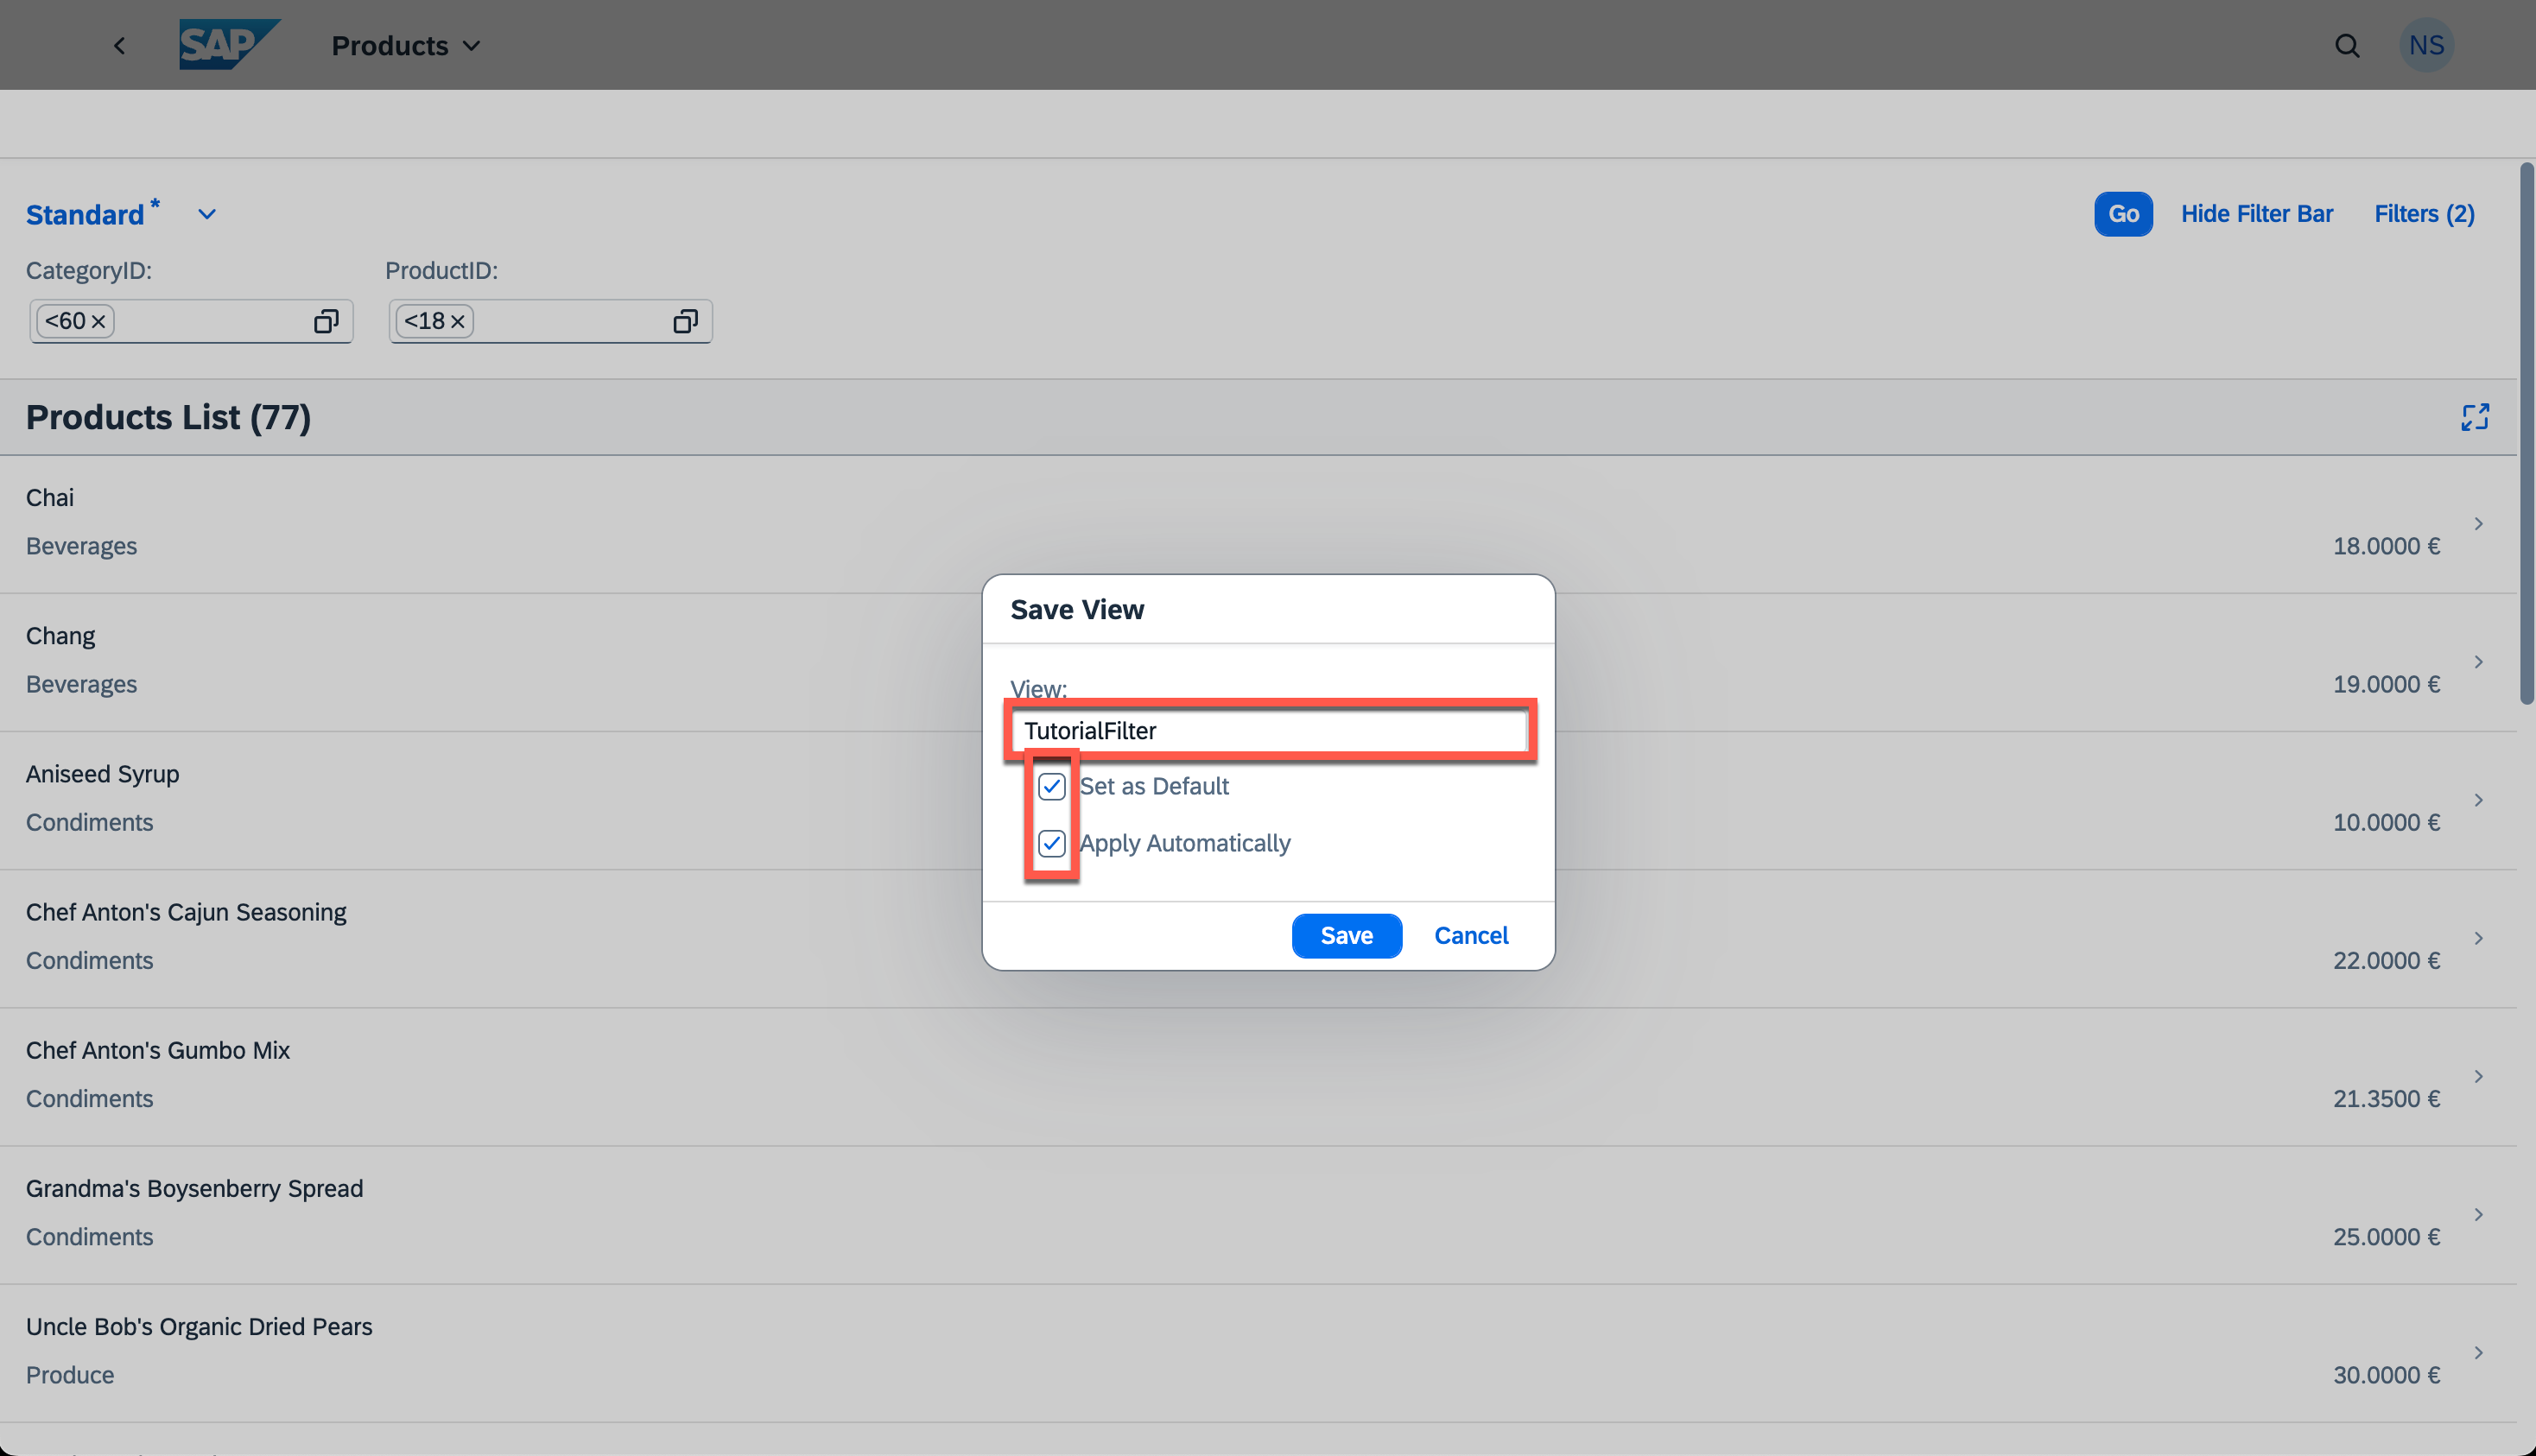 SAP Products NS
Standard * Go Hide Filter Bar Filters (2)
CategoryID: ProductID:
<60 <18
Products List (77)
Chai
Beverages 18.0000 €
Chang
Beverages 19.0000 €
Aniseed Syrup
Condiments 10.0000 €
Chef Anton's Cajun Seasoning
Condiments 22.0000 €
Chef Anton's Gumbo Mix
Condiments 21.3500 €
Grandma's Boysenberry Spread
Condiments 25.0000 €
Uncle Bob's Organic Dried Pears
Produce 30.0000 €
Save View
View:
TutorialFilter
Set as Default
Apply Automatically
Save Cancel